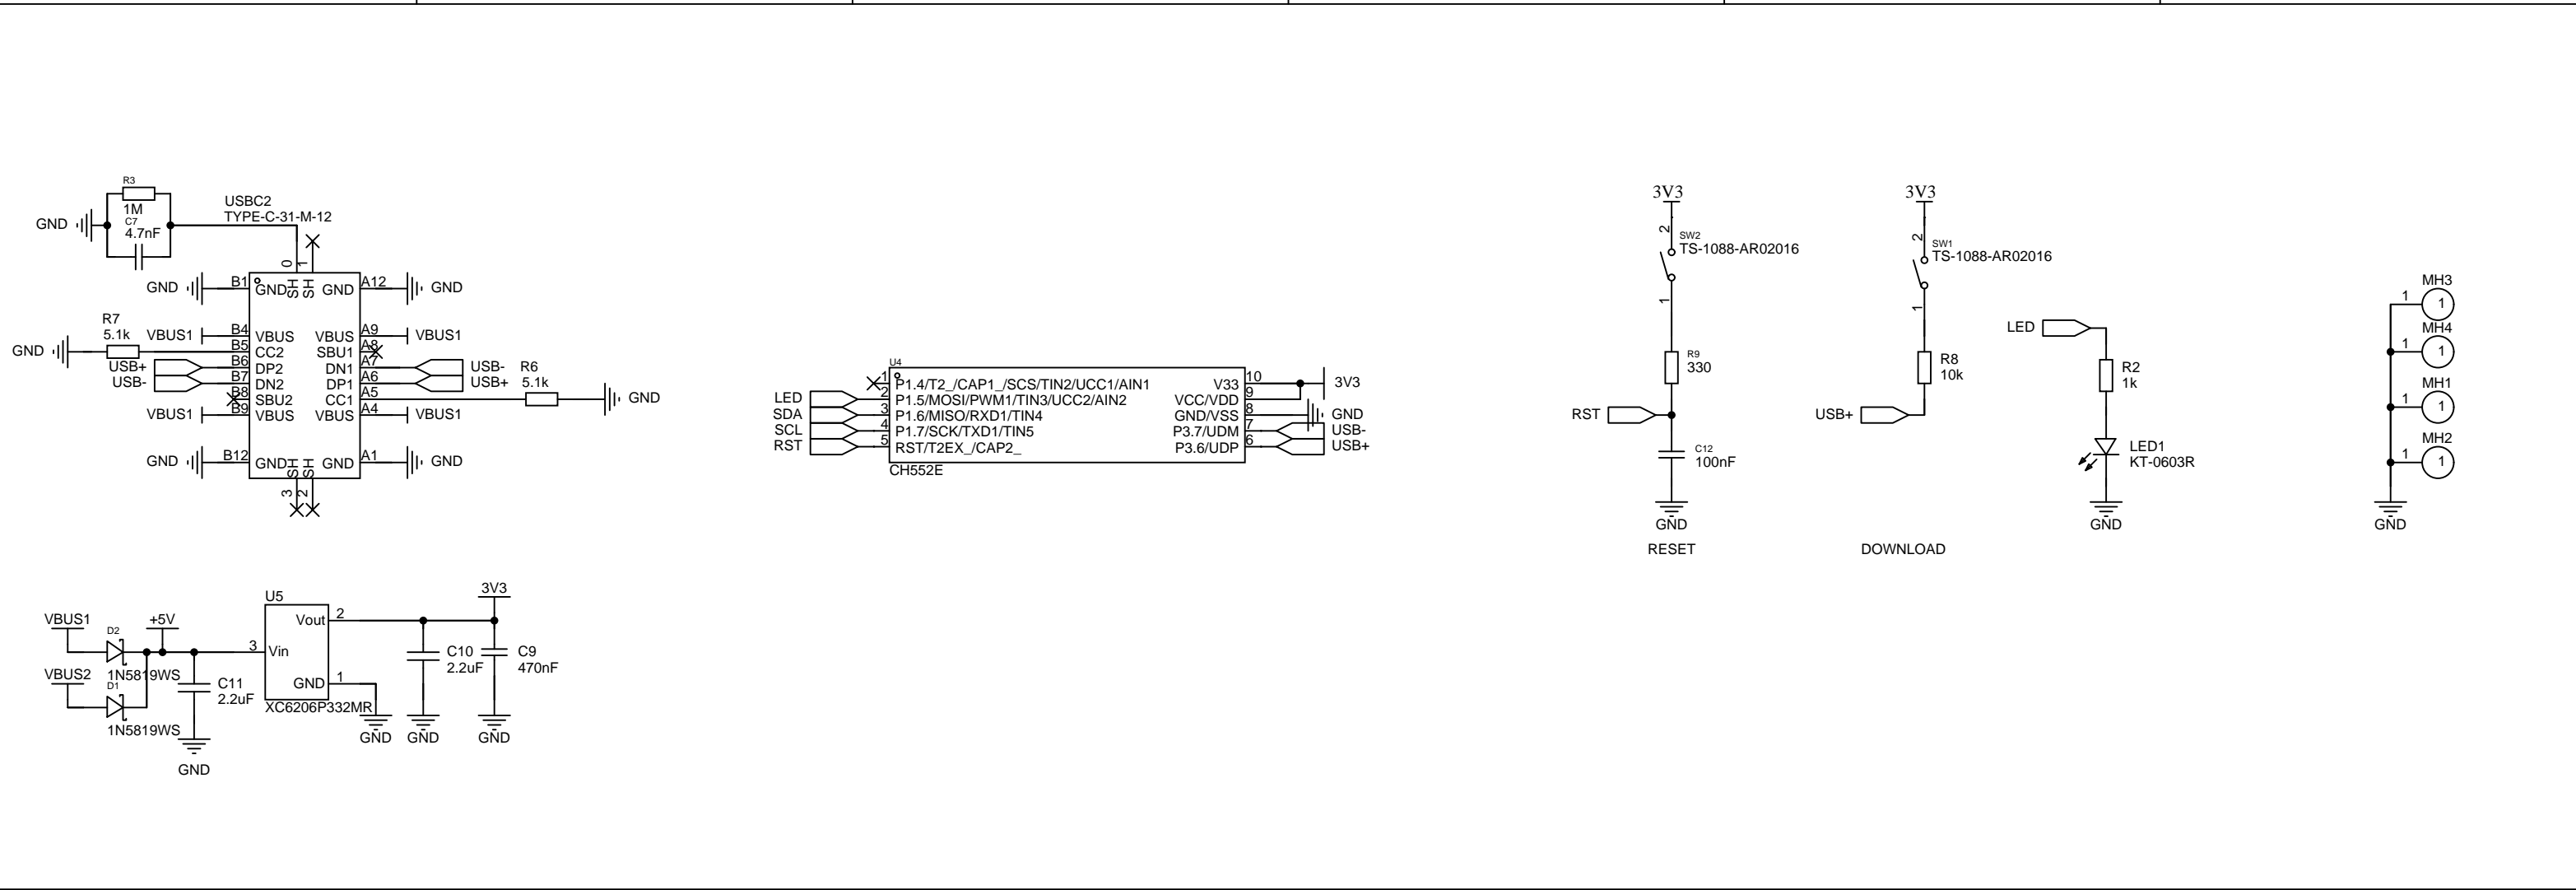 R3
1M
C7
4.7nF
GND
USBC2
TYPE-C-31-M-12
0
1
SH
SH
GND
B1
GND
GND
A12
GND
R7
5.1k
VBUS1
B4
VBUS
VBUS
A9
VBUS1
GND
B5
CC2
SBU1
A8
USB+
B6
DP2
DN1
A7
USB-
R6
USB-
B7
DN2
DP1
A6
USB+
5.1k
B8
SBU2
CC1
A5
GND
VBUS1
B9
VBUS
VBUS
A4
VBUS1
GND
B12
GND
SH
SH
GND
A1
GND
3
2
U4
1
P1.4/T2_/CAP1_/SCS/TIN2/UCC1/AIN1
V33
10
3V3
LED
2
P1.5/MOSI/PWM1/TIN3/UCC2/AIN2
VCC/VDD
9
SDA
3
P1.6/MISO/RXD1/TIN4
GND/VSS
8
GND
SCL
4
P1.7/SCK/TXD1/TIN5
P3.7/UDM
7
USB-
RST
5
RST/T2EX_/CAP2_
P3.6/UDP
6
USB+
CH552E
3V3
2
SW2
TS-1088-AR02016
1
R9
330
RST
C12
100nF
GND
RESET
3V3
2
SW1
TS-1088-AR02016
1
R8
10k
USB+
DOWNLOAD
LED
R2
1k
LED1
KT-0603R
GND
MH3
1
1
MH4
1
1
MH1
1
1
MH2
1
1
GND
VBUS1
D2
1N5819WS
+5V
VBUS2
D1
1N5819WS
C11
2.2uF
GND
U5
Vout
2
3
Vin
GND
1
XC6206P332MR
GND
3V3
C10
2.2uF
GND
C9
470nF
GND